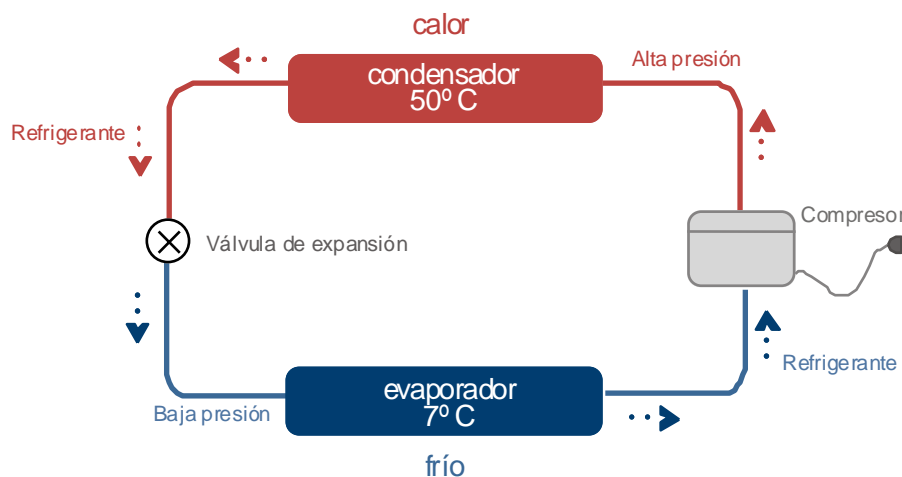 calor
condensador
50º C
Alta presión
Refrigerante
Compresor
Válvula de expansión
Refrigerante
evaporador
7º C
Baja presión
frío